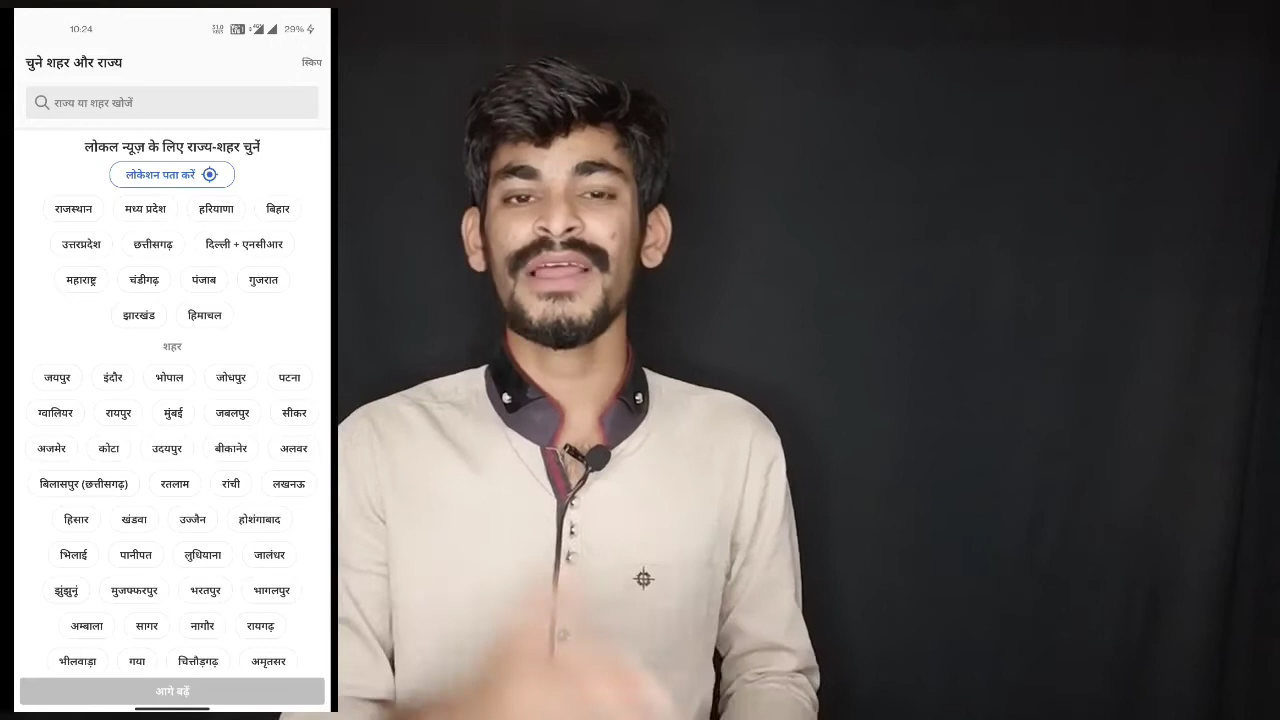 10:24
29%
चुने शहर और राज्य
स्किप
राज्य या शहर खोजें
लोकल न्यूज़ के लिए राज्य-शहर चुनें
लोकेशन पता करें
राजस्थान मध्य प्रदेश हरियाणा बिहार
उत्तरप्रदेश छत्तीसगढ़ दिल्ली + एनसीआर
महाराष्ट्र चंडीगढ़ पंजाब गुजरात
झारखंड हिमाचल
शहर
जयपुर इंदौर भोपाल जोधपुर पटना
ग्वालियर रायपुर मुंबई जबलपुर सीकर
अजमेर कोटा उदयपुर बीकानेर अलवर
बिलासपुर (छत्तीसगढ़) रतलाम रांची लखनऊ
हिसार खंडवा उज्जैन होशंगाबाद
भिलाई पानीपत लुधियाना जालंधर
झुंझुनूं मुजफ्फरपुर भरतपुर भागलपुर
अम्बाला सागर नागौर रायगढ़
भीलवाड़ा गया चित्तौड़गढ़ अमृतसर
आगे बढ़ें